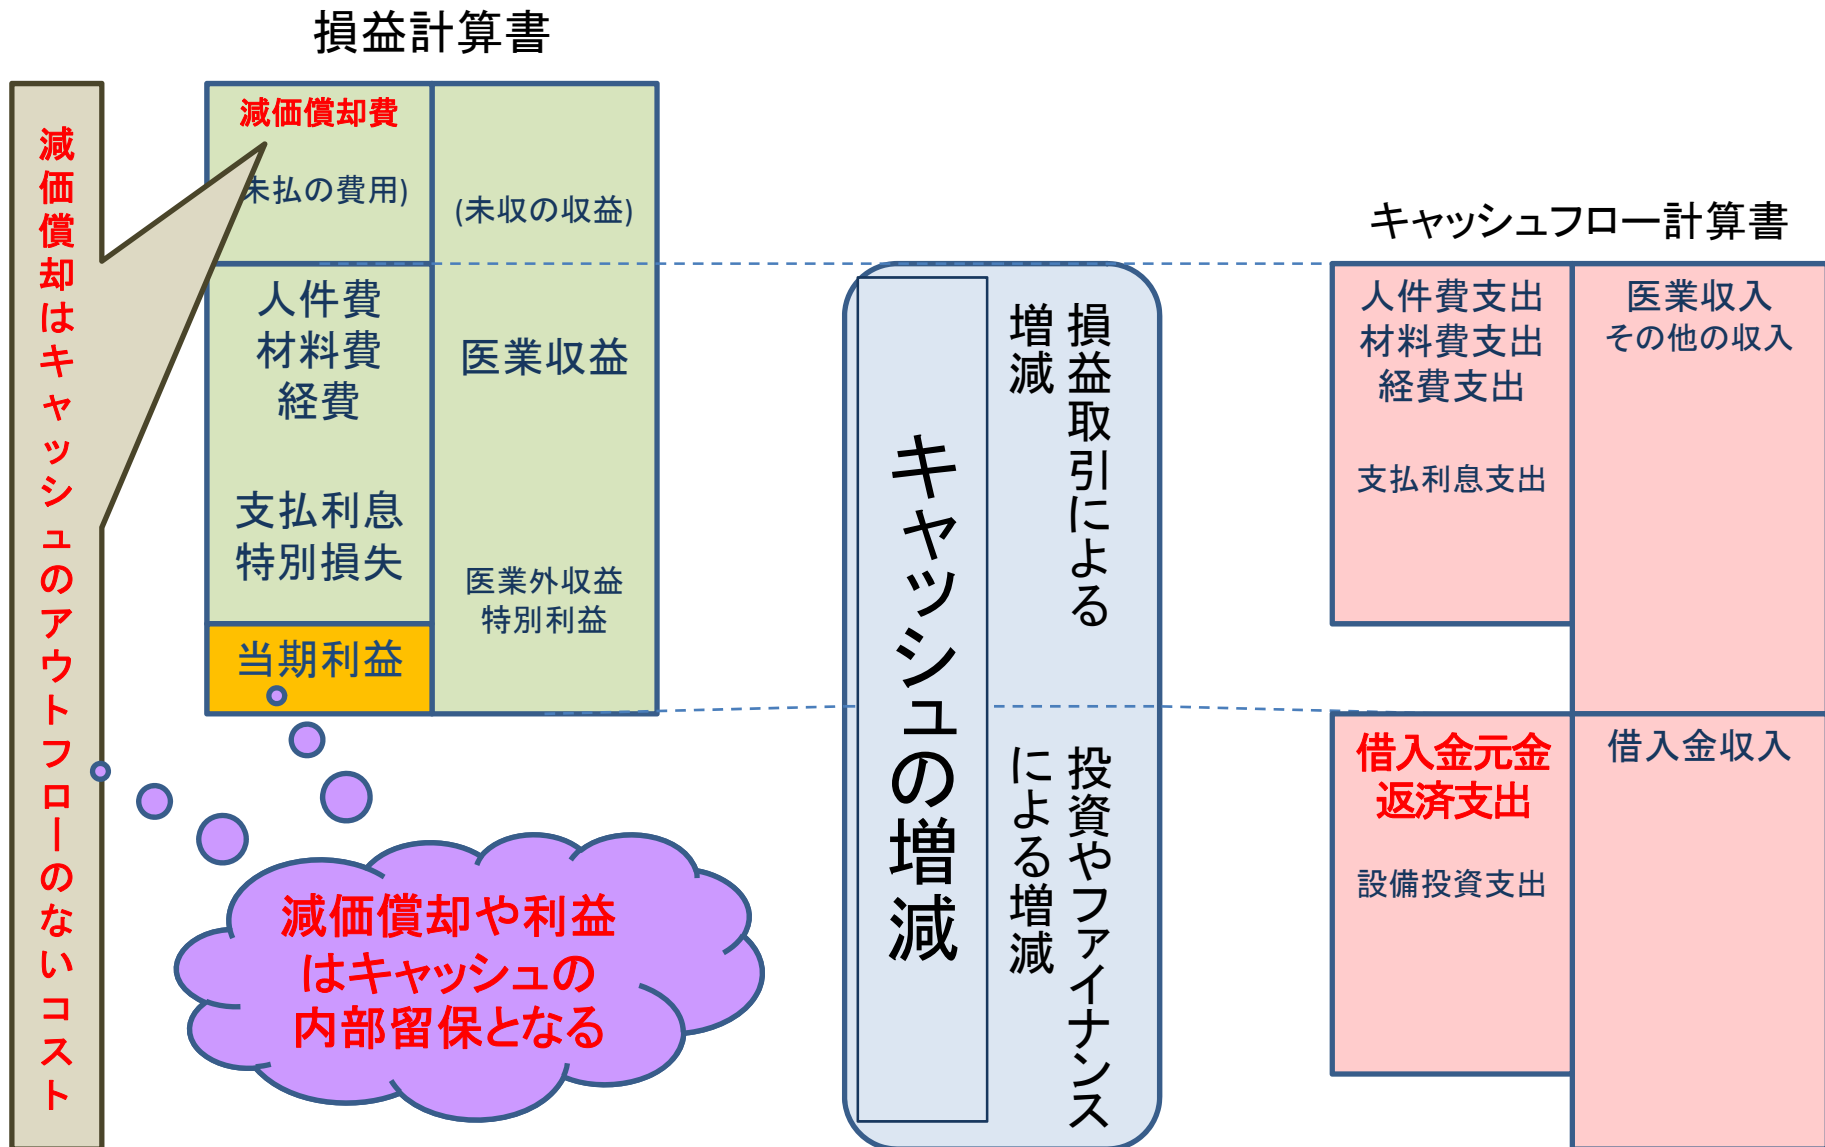 損益計算書
減価償却はキャッシュのアウトフローのないコスト
減価償却費
未払の費用)
(未収の収益)
人件費
材料費
経費
支払利息
特別損失
当期利益
医業収益
医業外収益
特別利益
減価償却や利益
はキャッシュの
内部留保となる
キャッシュの増減
損益取引による
増減
投資やファイナンス
による増減
キャッシュフロー計算書
人件費支出
材料費支出
経費支出
支払利息支出
医業収入
その他の収入
借入金元金
返済支出
設備投資支出
借入金収入